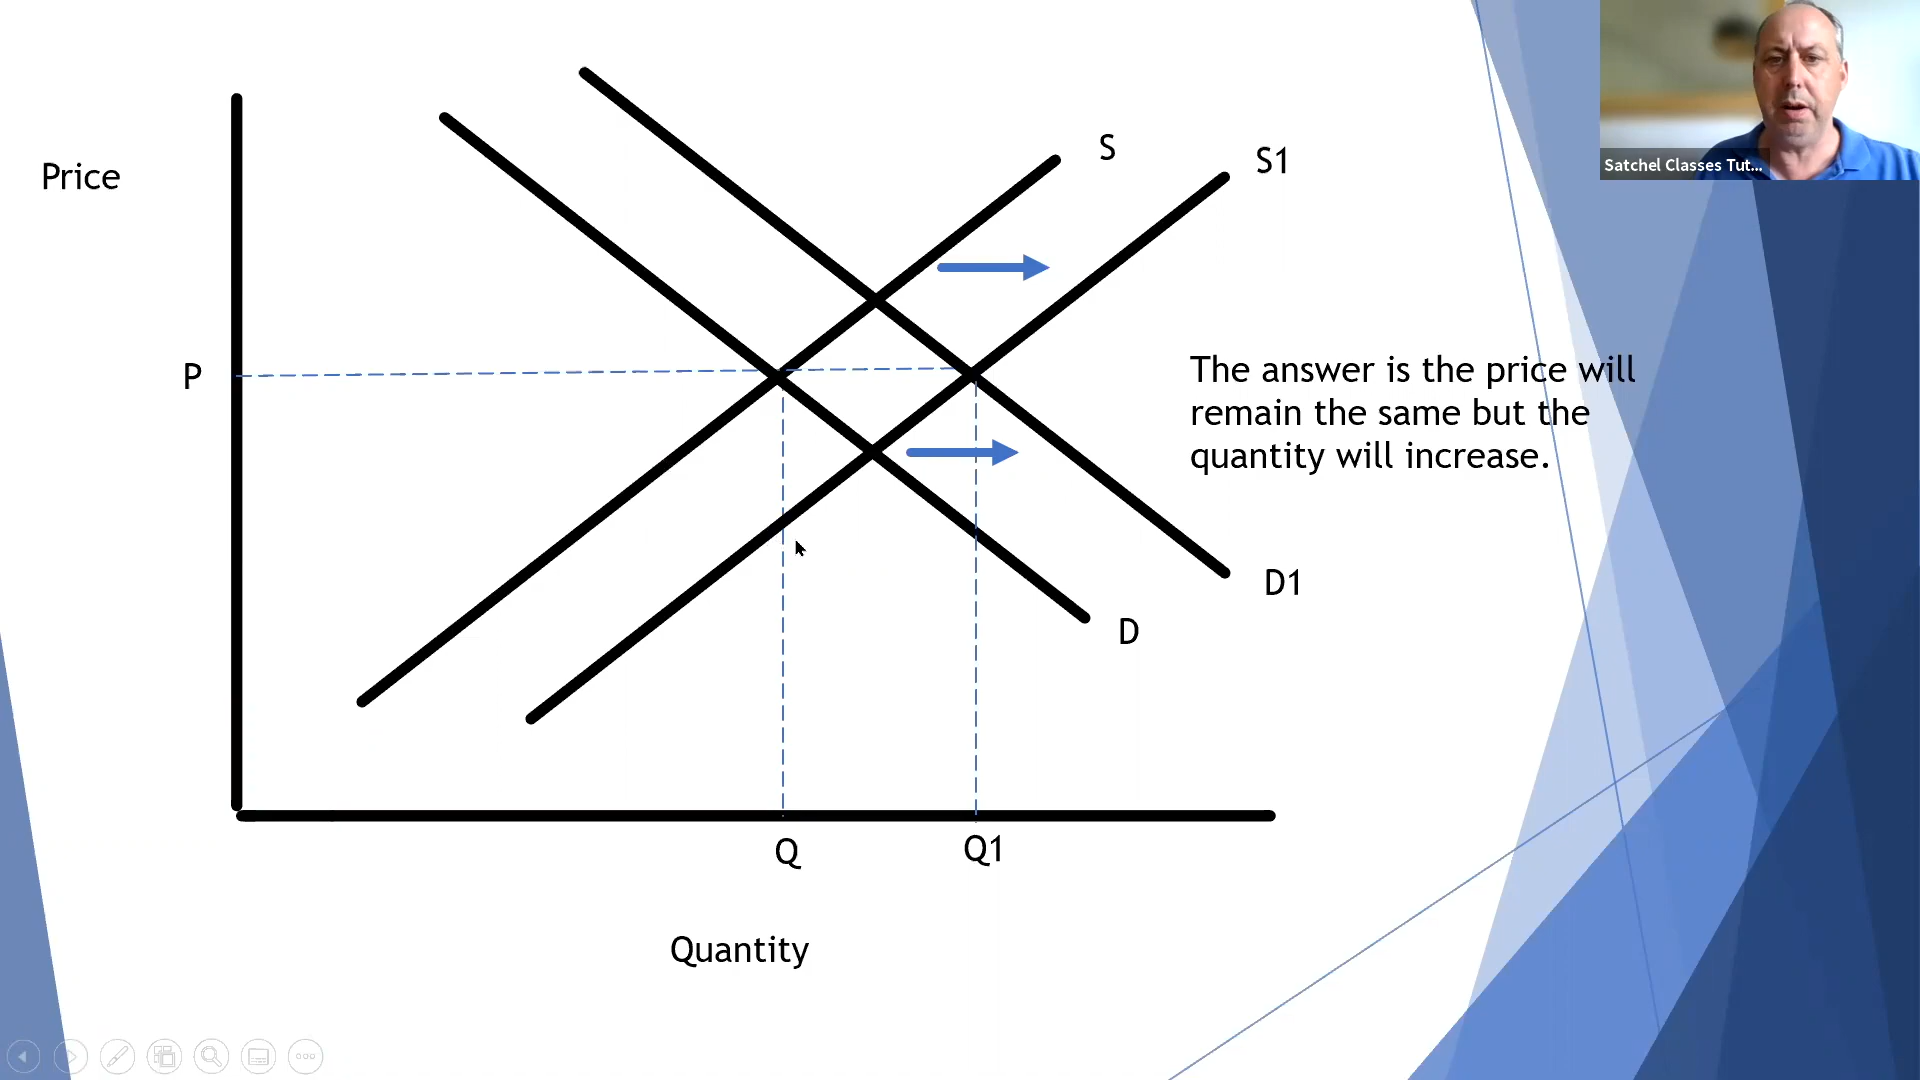 Satchel Classes Tut...
Price
S
S1
P
The answer is the price will
remain the same but the
quantity will increase.
D1
D
Q
Q1
Quantity